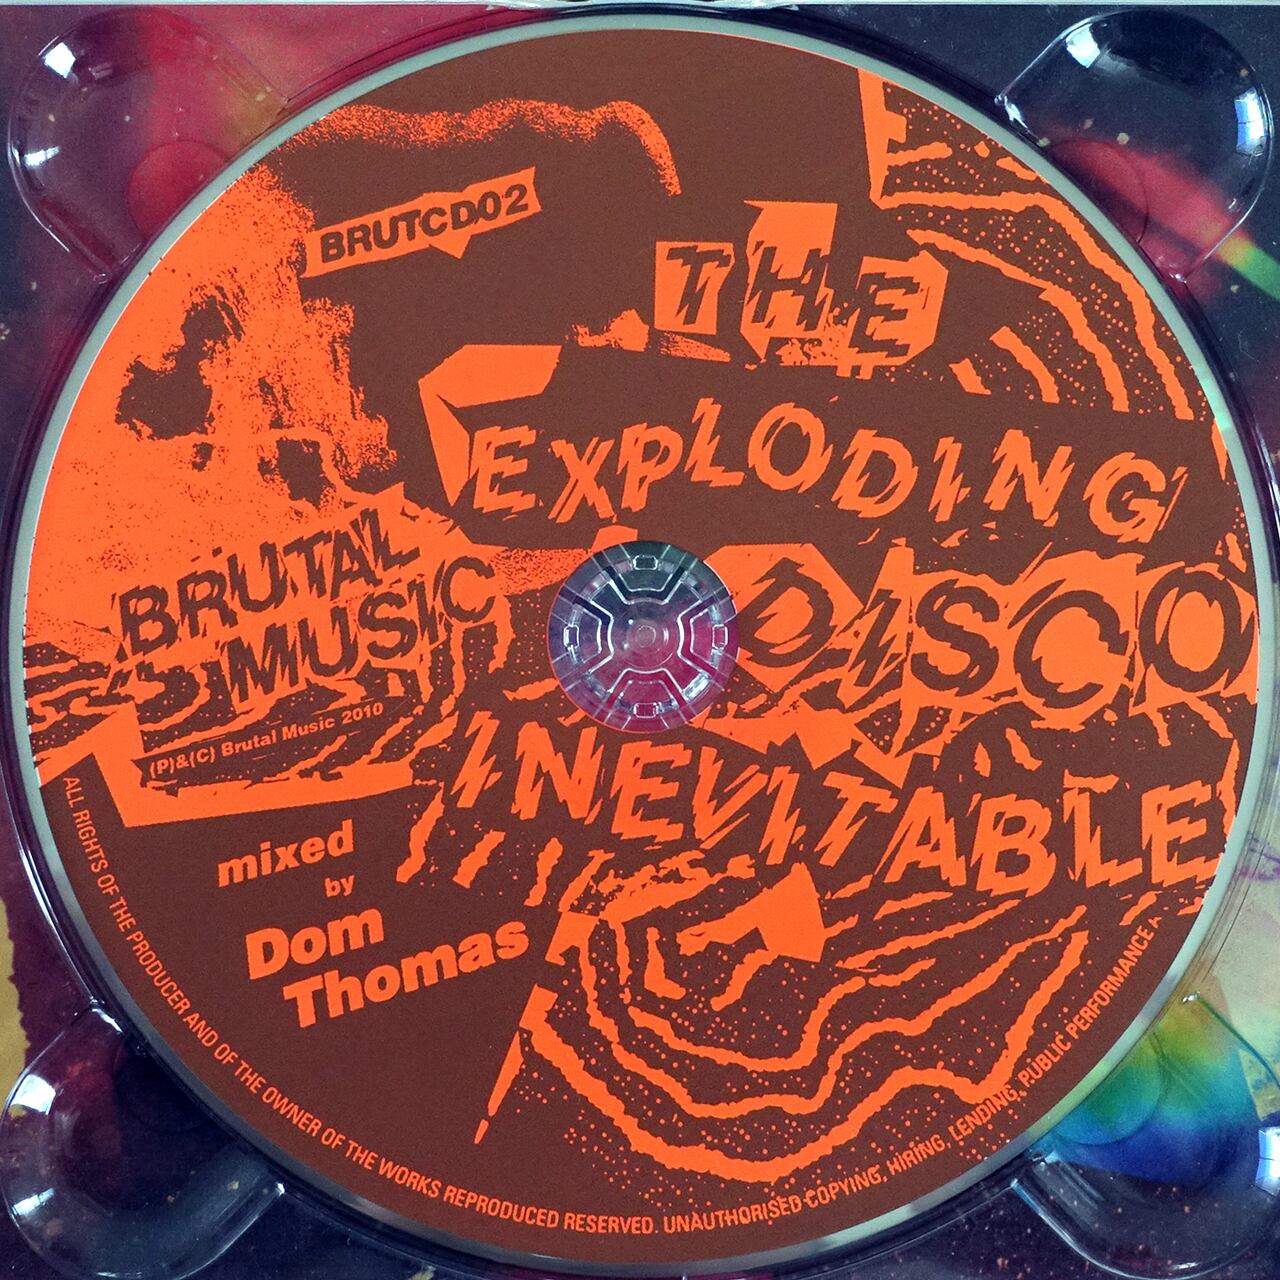 BRUTCD02
THE
EXPLODING
DISCO
INEVITABLE
BRUTAL
MUSIC
(P)&(C) Brutal Music 2010
mixed
by
Dom
Thomas
ALL RIGHTS OF THE PRODUCER AND OF THE OWNER OF THE WORKS REPRODUCED RESERVED. UNAUTHORISED COPYING, HIRING, LENDING, PUBLIC PERFORMANCE A